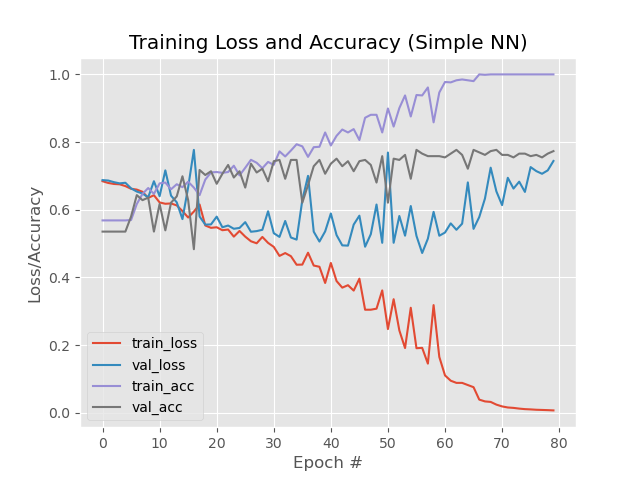 Training Loss and Accuracy (Simple NN)
Loss/Accuracy
1.0
0.8
0.6
0.4
0.2
0.0
train_loss
val_loss
train_acc
val_acc
0 10 20 30 40 50 60 70 80
Epoch #